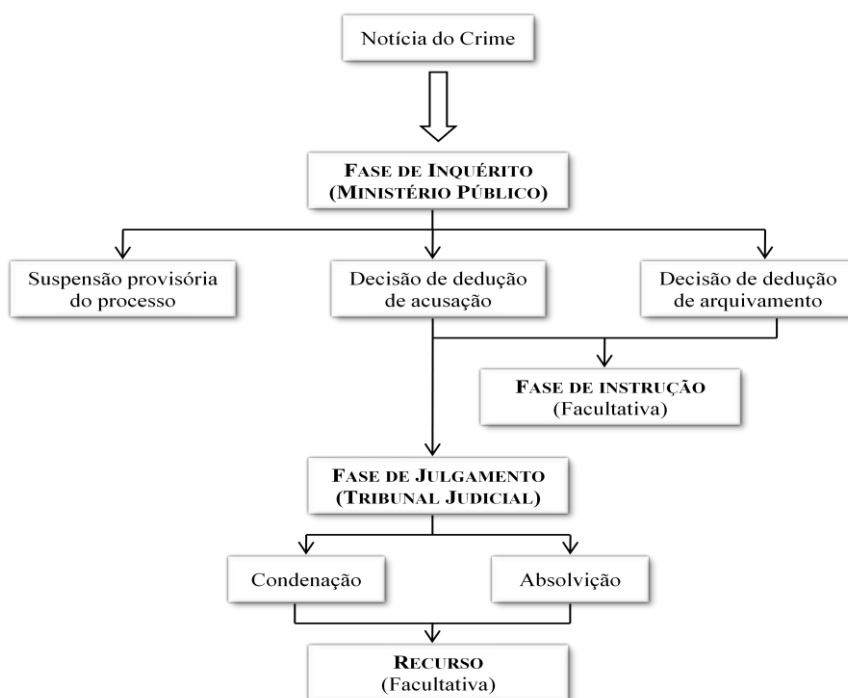 Notícia do Crime
FASE DE INQUÉRITO
(MINISTÉRIO PÚBLICO)
Suspensão provisória
do processo
Decisão de dedução
de acusação
Decisão de dedução
de arquivamento
FASE DE INSTRUÇÃO
(Facultativa)
FASE DE JULGAMENTO
(TRIBUNAL JUDICIAL)
Condenação
Absolvição
RECURSO
(Facultativa)